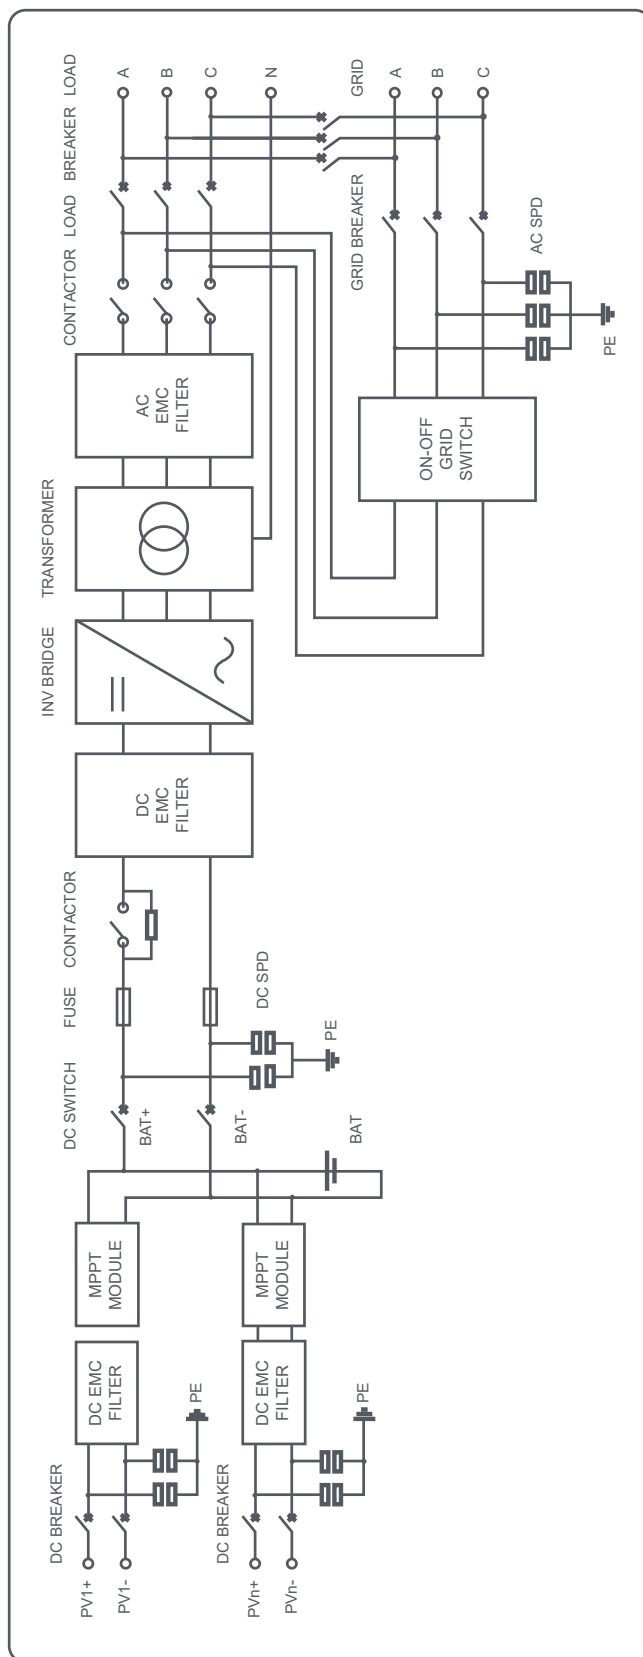 PV1+
PV1-
DC BREAKER
PE
DC EMC
FILTER
MPPT
MODULE
PVn+
PVn-
DC BREAKER
PE
DC EMC
FILTER
MPPT
MODULE
BAT
DC SWITCH
BAT+
BAT-
FUSE
DC SPD
PE
CONTACTOR
DC
EMC
FILTER
INV BRIDGE
TRANSFORMER
AC
EMC
FILTER
CONTACTOR
LOAD BREAKER
LOAD
A
B
C
N
GRID
A
B
C
GRID BREAKER
AC SPD
PE
ON-OFF
GRID
SWITCH